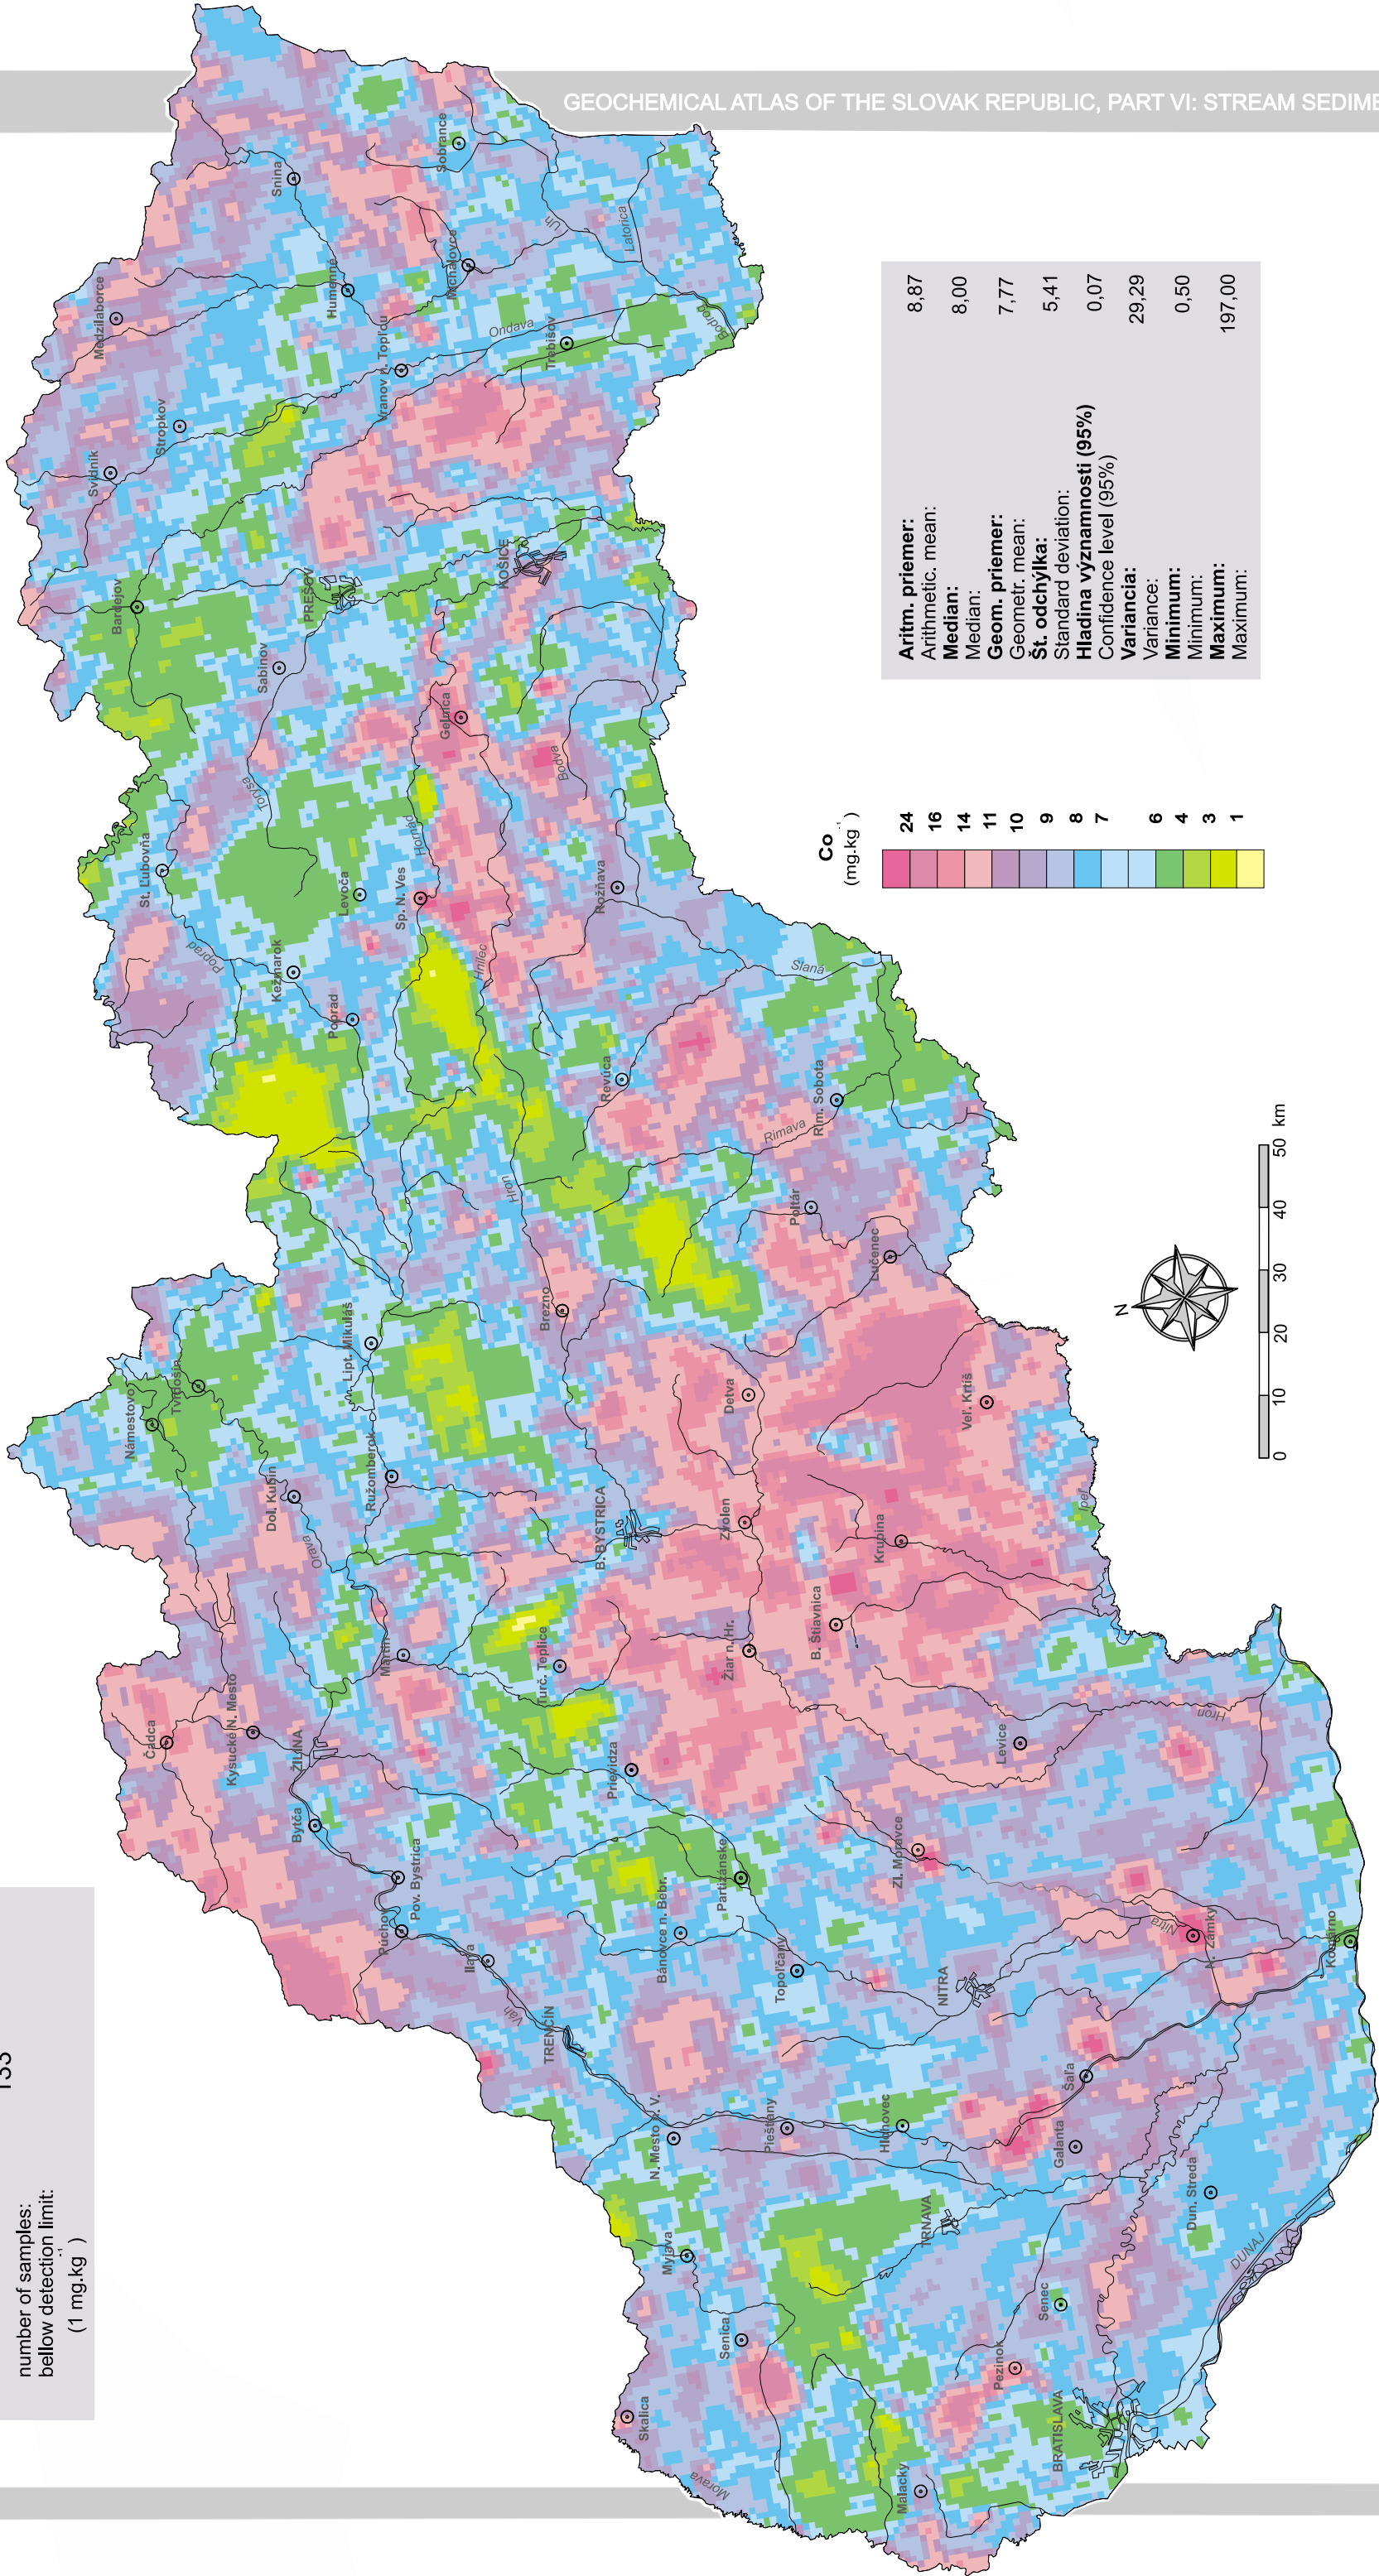 GEOCHEMICAL ATLAS OF THE SLOVAK REPUBLIC, PART VI: STREAM SEDIME
133
number of samples:
bellow detection limit:
(1 mg.kg⁻¹)
Medzilaborce
Snina
Sobrance
Humenné
Michalovce
Uh
Latorica
Svidník
Stropkov
Vranov n. Topľou
Ondava
Trebišov
Bodrog
Bardejov
PREŠOV
KOŠICE
Sabinov
Gelnica
Torysa
Hornád
Bodva
St. Ľubovňa
Levoča
Sp. N. Ves
Rožňava
Poprad
Kežmarok
Poprad
Hnilec
Slaná
Revúca
Rim. Sobota
Rimava
Hron
Poltár
Lučenec
Brezno
Lipt. Mikuláš
Námestovo
Tvrdošín
Detva
Veľ. Krtíš
Dol. Kubín
Ružomberok
Orava
B. BYSTRICA
Zvolen
Krupina
Ipeľ
Martin
Turč. Teplice
Žiar n. Hr.
B. Štiavnica
Čadca
Kysucké N. Mesto
ŽILINA
Bytča
Prievidza
Levice
Hron
Pov. Bystrica
Púchov
Ilava
Bánovce n. Bebr.
Partizánske
Zl. Moravce
Topoľčany
NITRA
Nitra
N. Zámky
Komárno
Váh
TRENČÍN
N. Mesto n. V.
Piešťany
Hlohovec
Šaľa
Galanta
Myjava
TRNAVA
Dun. Streda
DUNAJ
Senica
Senec
Skalica
Pezinok
BRATISLAVA
Morava
Malacky
Co
(mg.kg⁻¹)
24
16
14
11
10
9
8
7
6
4
3
1
Aritm. priemer:
Arithmetic. mean: 8,87
Median:
Median: 8,00
Geom. priemer:
Geometr. mean: 7,77
Št. odchýlka:
Standard deviation: 5,41
Hladina významnosti (95%)
Confidence level (95%) 0,07
Variancia:
Variance: 29,29
Minimum:
Minimum: 0,50
Maximum:
Maximum: 197,00
N
0 10 20 30 40 50 km